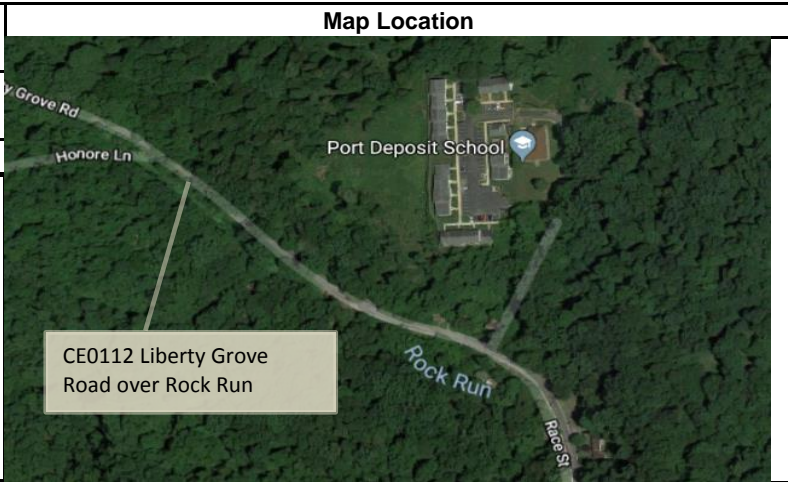 Map Location
Grove Rd
Honore Ln
Port Deposit School
CE0112 Liberty Grove
Road over Rock Run
Rock Run
Race St